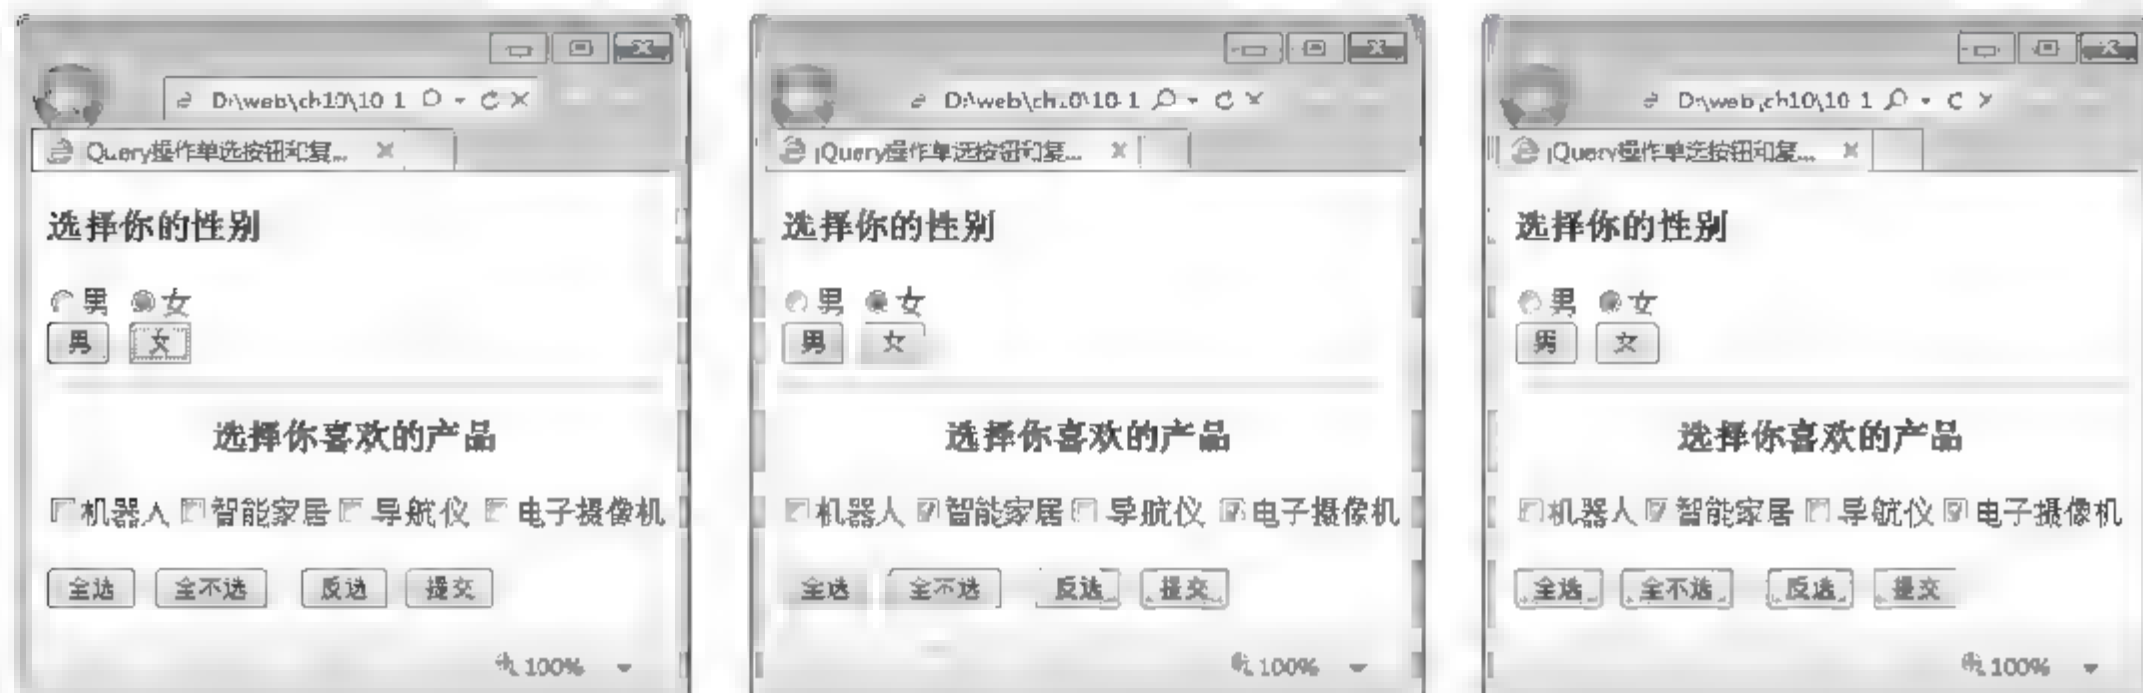 D:\web\ch10\10 1
Query操作单选按钮和复...
选择你的性别
男 女
男 女
选择你喜欢的产品
机器人 智能家居 导航仪 电子摄像机
全选 全不选 反选 提交
100%
D:\web\ch10\10-1
jQuery操作单选按钮和复...
选择你的性别
男 女
男 女
选择你喜欢的产品
机器人 智能家居 导航仪 电子摄像机
全选 全不选 反选 提交
100%
D:\web\ch10\10 1
jQuery操作单选按钮和复...
选择你的性别
男 女
男 女
选择你喜欢的产品
机器人 智能家居 导航仪 电子摄像机
全选 全不选 反选 提交
100%